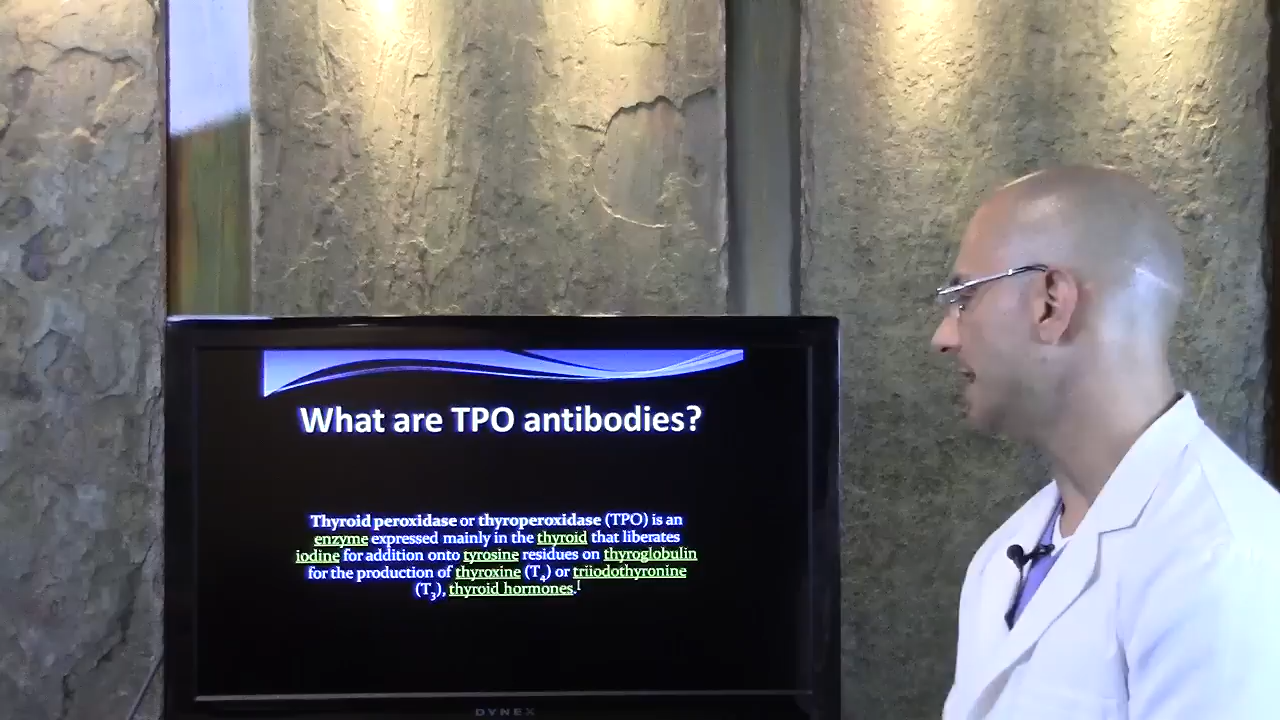 What are TPO antibodies?
Thyroid peroxidase or thyroperoxidase (TPO) is an
enzyme expressed mainly in the thyroid that liberates
iodine for addition onto tyrosine residues on thyroglobulin
for the production of thyroxine (T4) or triiodothyronine
(T3), thyroid hormones.[
DYNEX